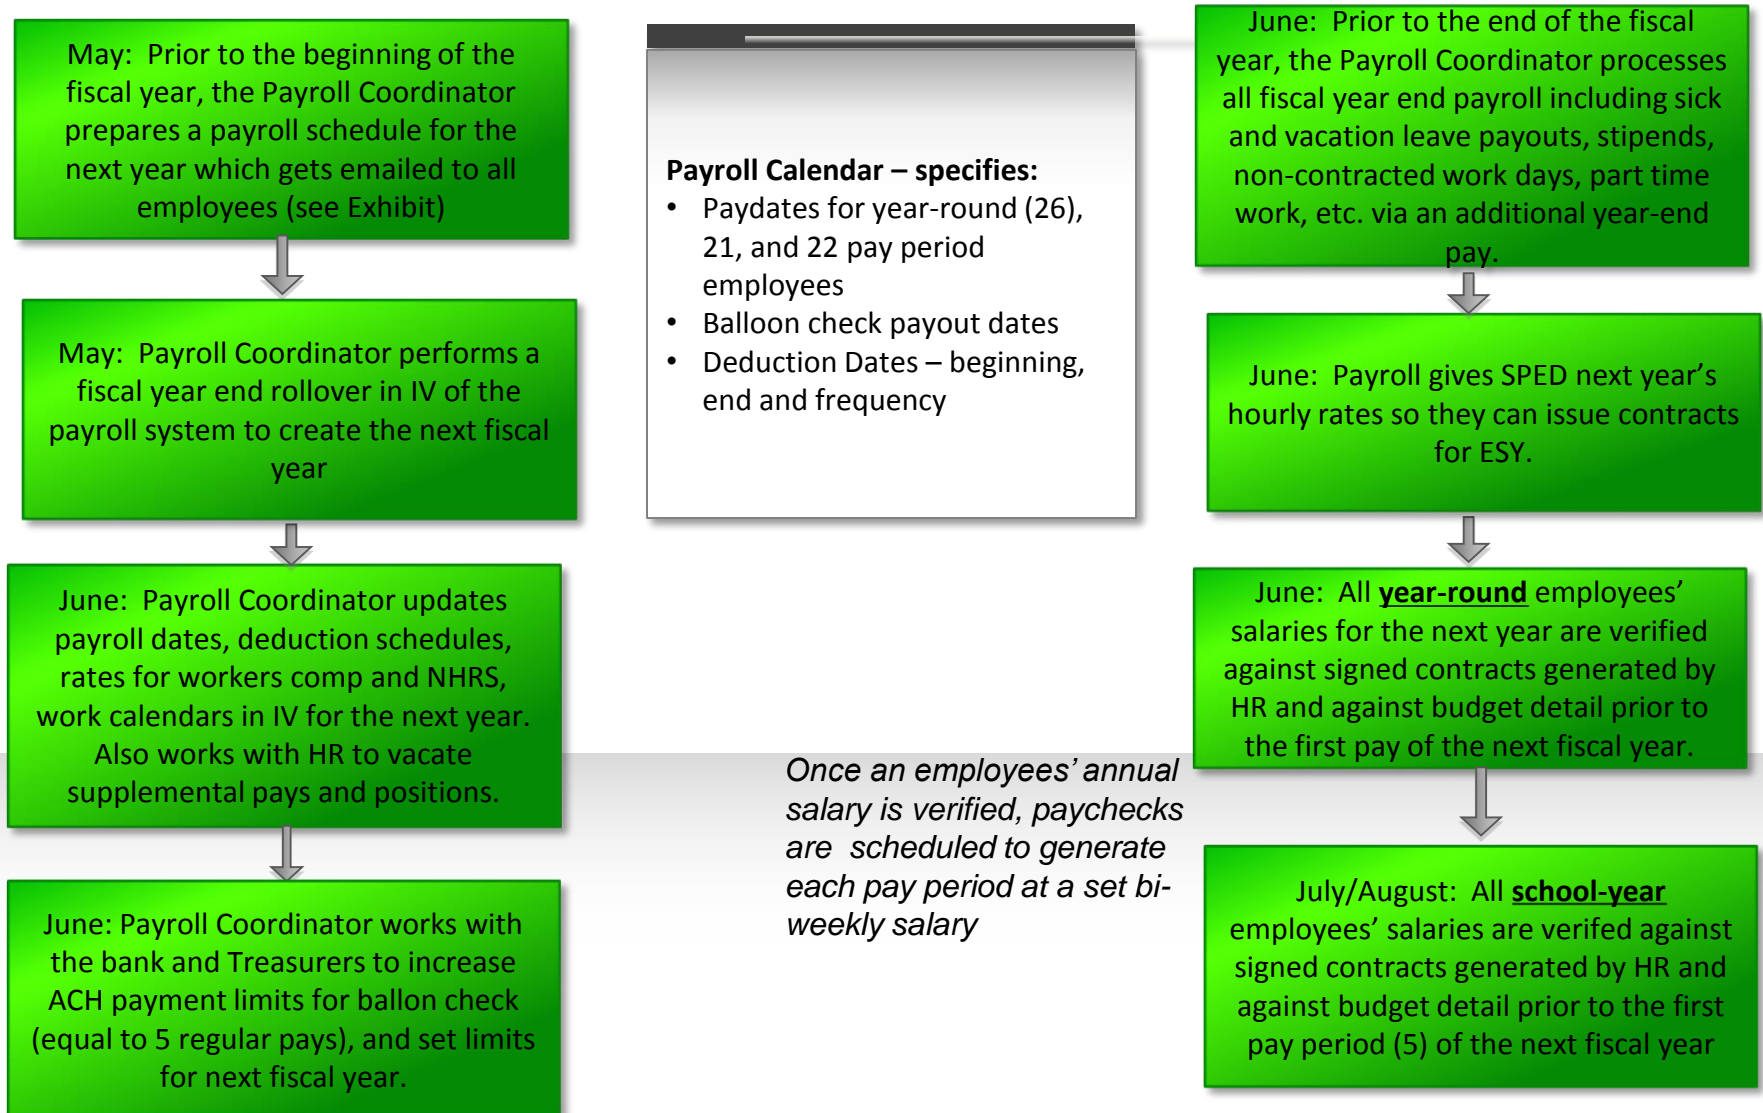 May:  Prior to the beginning of the
fiscal year, the Payroll Coordinator
prepares a payroll schedule for the
next year which gets emailed to all
employees (see Exhibit)
May:  Payroll Coordinator performs a
fiscal year end rollover in IV of the
payroll system to create the next fiscal
year
June:  Payroll Coordinator updates
payroll dates, deduction schedules,
rates for workers comp and NHRS,
work calendars in IV for the next year.
Also works with HR to vacate
supplemental pays and positions.
June: Payroll Coordinator works with
the bank and Treasurers to increase
ACH payment limits for ballon check
(equal to 5 regular pays), and set limits
for next fiscal year.
Payroll Calendar – specifies:
• Paydates for year-round (26),
21, and 22 pay period
employees
• Balloon check payout dates
• Deduction Dates – beginning,
end and frequency
Once an employees’ annual
salary is verified, paychecks
are  scheduled to generate
each pay period at a set bi-
weekly salary
June:  Prior to the end of the fiscal
year, the Payroll Coordinator processes
all fiscal year end payroll including sick
and vacation leave payouts, stipends,
non-contracted work days, part time
work, etc. via an additional year-end
pay.
June:  Payroll gives SPED next year’s
hourly rates so they can issue contracts
for ESY.
June:  All year-round employees’
salaries for the next year are verified
against signed contracts generated by
HR and against budget detail prior to
the first pay of the next fiscal year.
July/August:  All school-year
employees’ salaries are verifed against
signed contracts generated by HR and
against budget detail prior to the first
pay period (5) of the next fiscal year